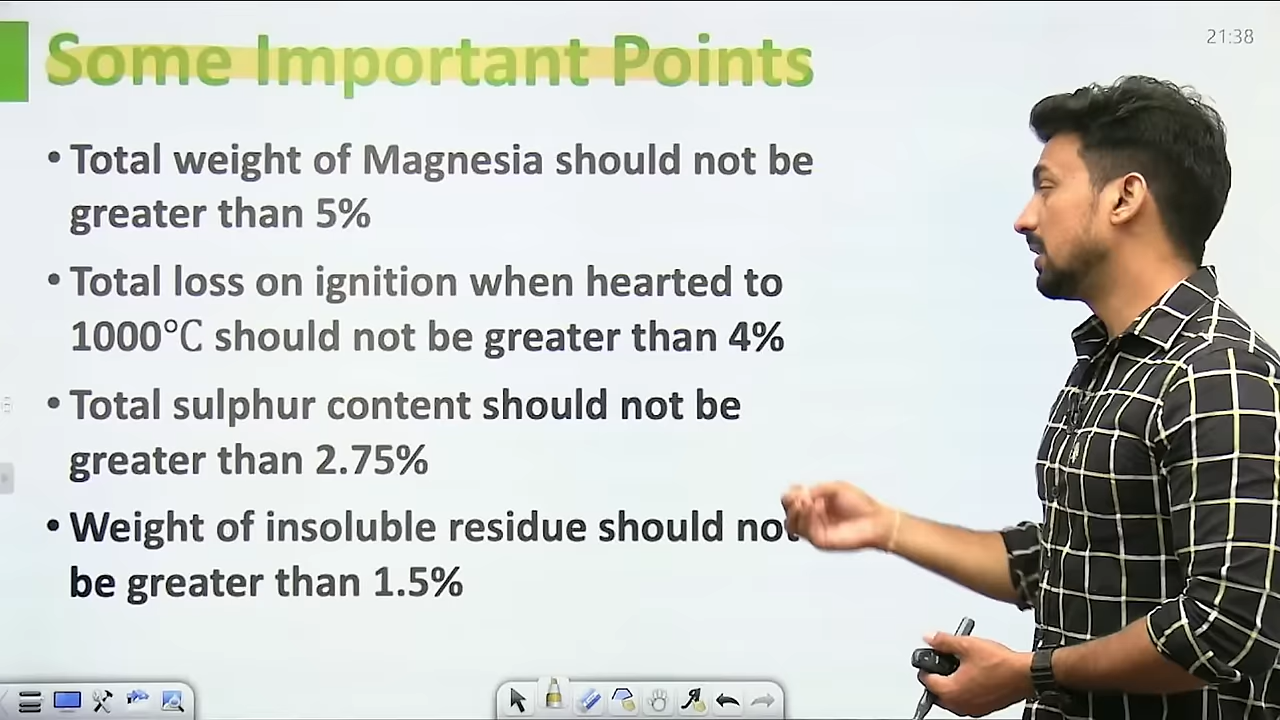 Some Important Points
21:38
• Total weight of Magnesia should not be
greater than 5%
• Total loss on ignition when hearted to
1000℃ should not be greater than 4%
• Total sulphur content should not be
greater than 2.75%
• Weight of insoluble residue should not
be greater than 1.5%